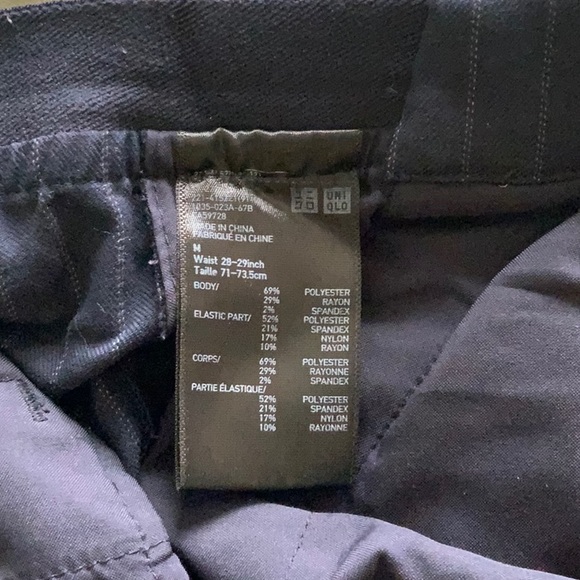 UNI
QLO
MADE IN CHINA
FABRIQUÉ EN CHINE
M
Waist 28-29inch
Taille 71-73.5cm
BODY/ 69% POLYESTER
29% RAYON
2% SPANDEX
ELASTIC PART/ 52% POLYESTER
21% SPANDEX
17% NYLON
10% RAYON
CORPS/ 69% POLYESTER
29% RAYONNE
2% SPANDEX
PARTIE ÉLASTIQUE/
52% POLYESTER
21% SPANDEX
17% NYLON
10% RAYONNE